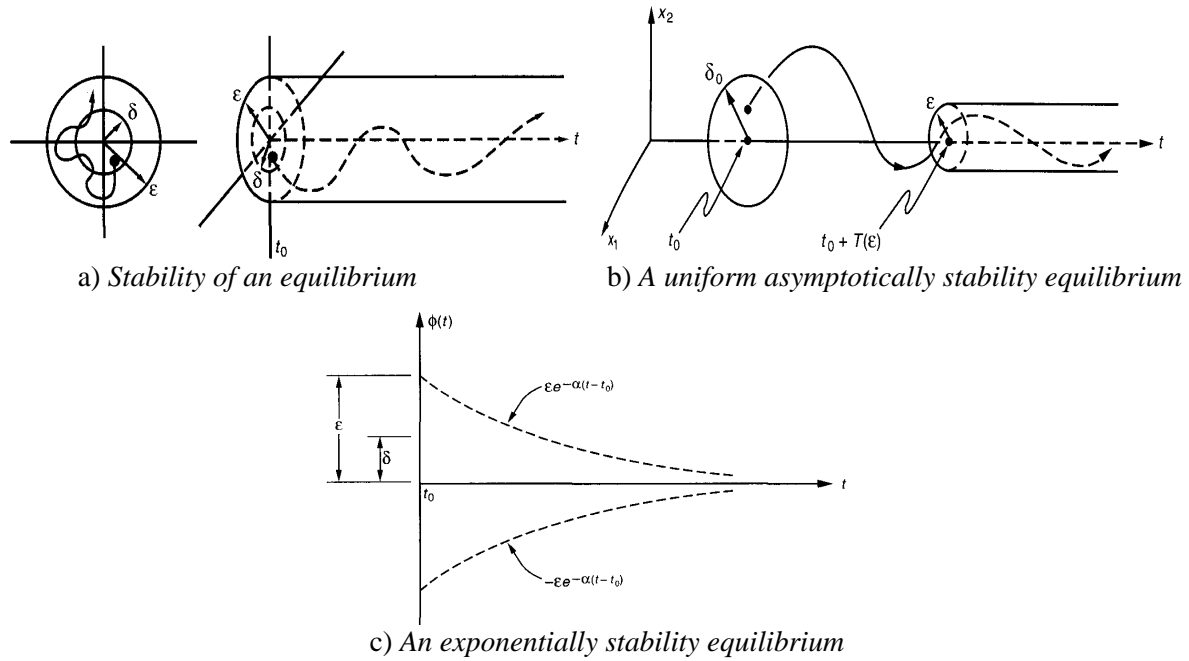 δ
ε
ε
δ
t
t₀
a) Stability of an equilibrium
x₂
δ₀
ε
t
x₁
t₀
t₀ + T(ε)
b) A uniform asymptotically stability equilibrium
ϕ(t)
εe^{-α(t-t₀)}
ε
δ
t₀
t
-εe^{-α(t-t₀)}
c) An exponentially stability equilibrium